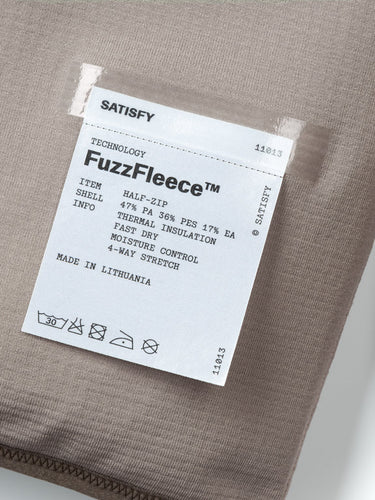 SATISFY
11013
TECHNOLOGY
FuzzFleece™
ITEM HALF-ZIP
SHELL 47% PA 36% PES 17% EA
INFO THERMAL INSULATION
FAST DRY
MOISTURE CONTROL
4-WAY STRETCH
MADE IN LITHUANIA
© SATISFY
30
11013